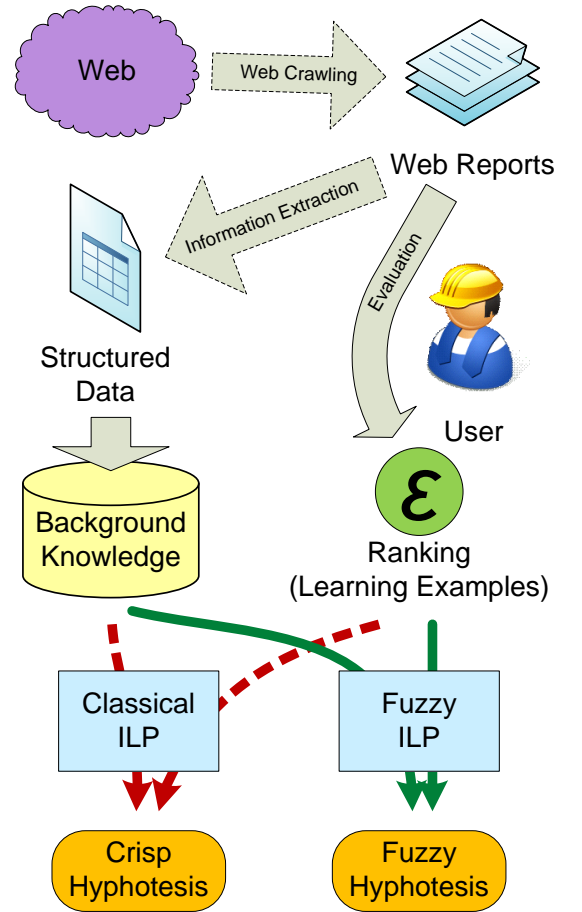 Web
Web Crawling
Web Reports
Information Extraction
Evaluation
Structured
Data
User
ε
Background
Knowledge
Ranking
(Learning Examples)
Classical
ILP
Fuzzy
ILP
Crisp
Hyphotesis
Fuzzy
Hyphotesis